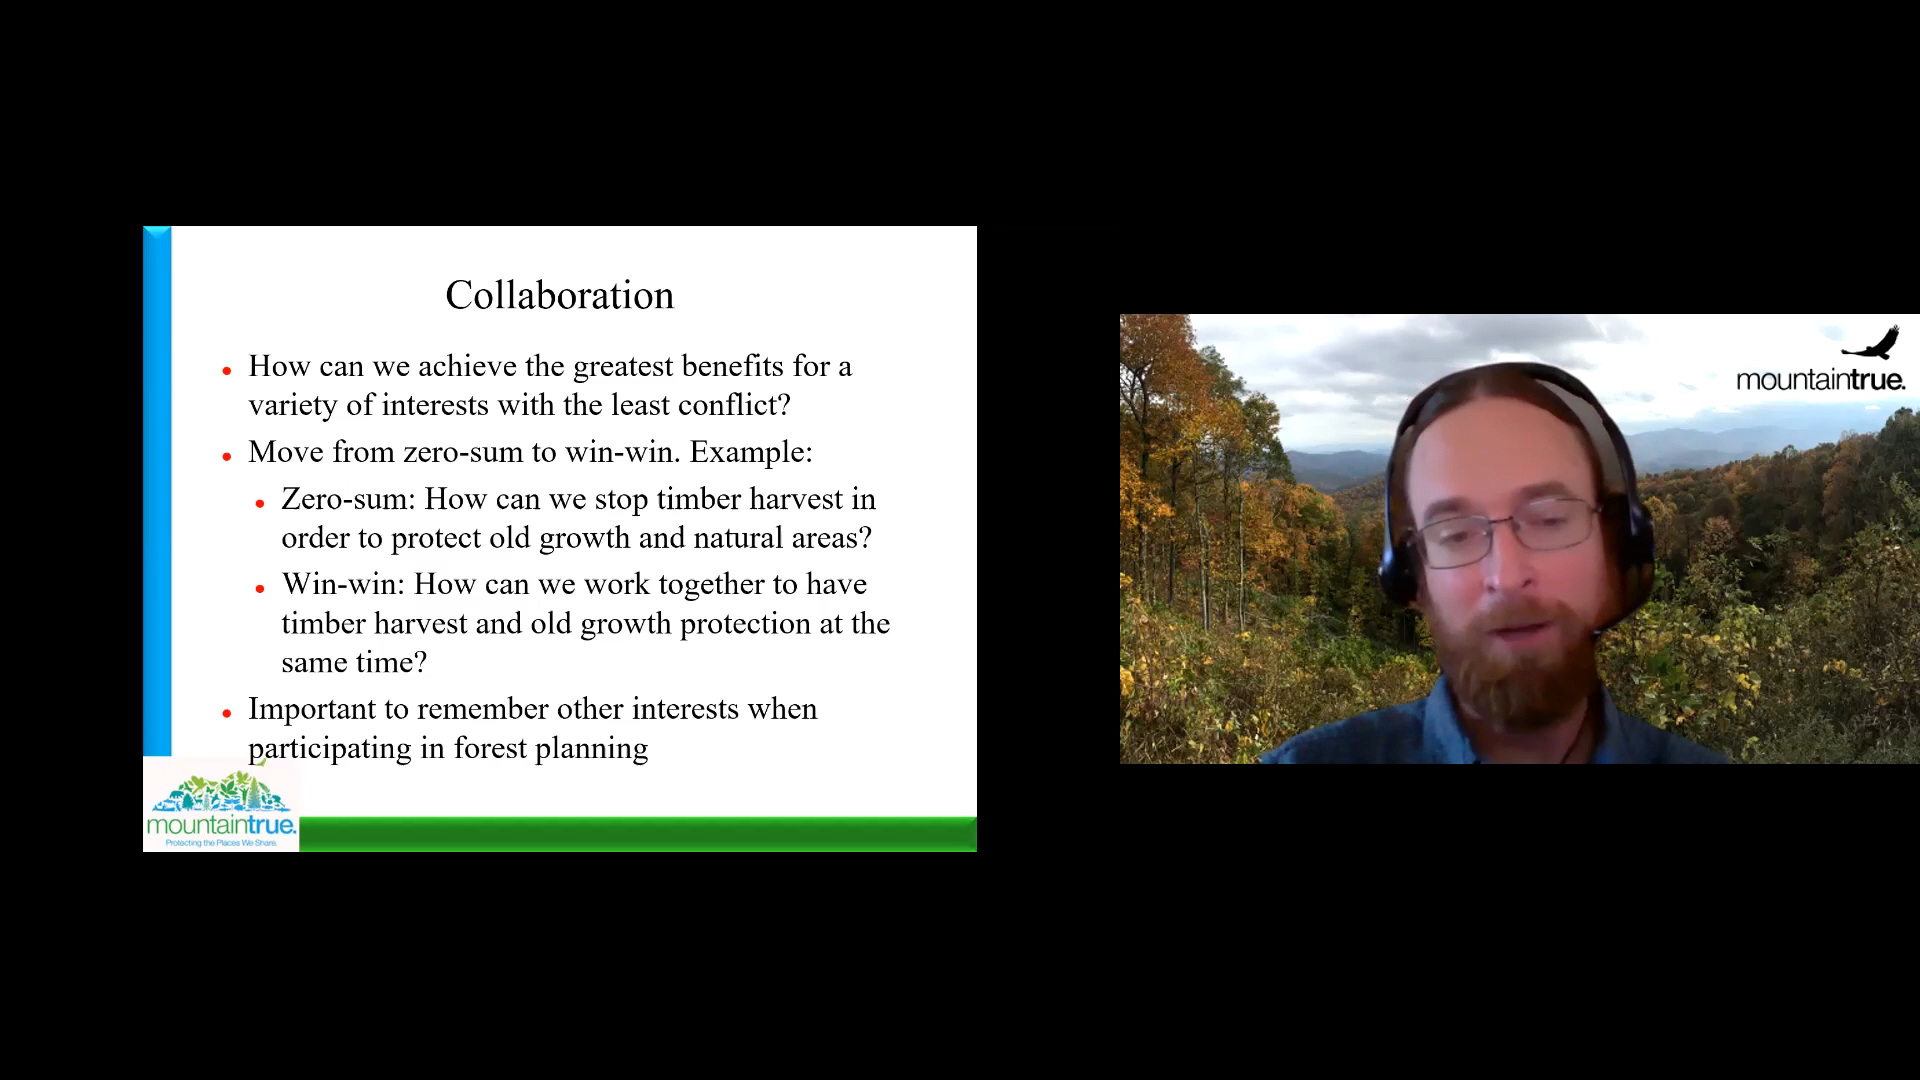 Collaboration
How can we achieve the greatest benefits for a
variety of interests with the least conflict?
Move from zero-sum to win-win. Example:
Zero-sum: How can we stop timber harvest in
order to protect old growth and natural areas?
Win-win: How can we work together to have
timber harvest and old growth protection at the
same time?
Important to remember other interests when
participating in forest planning
mountaintrue.
Protecting the Places We Share.
mountaintrue.